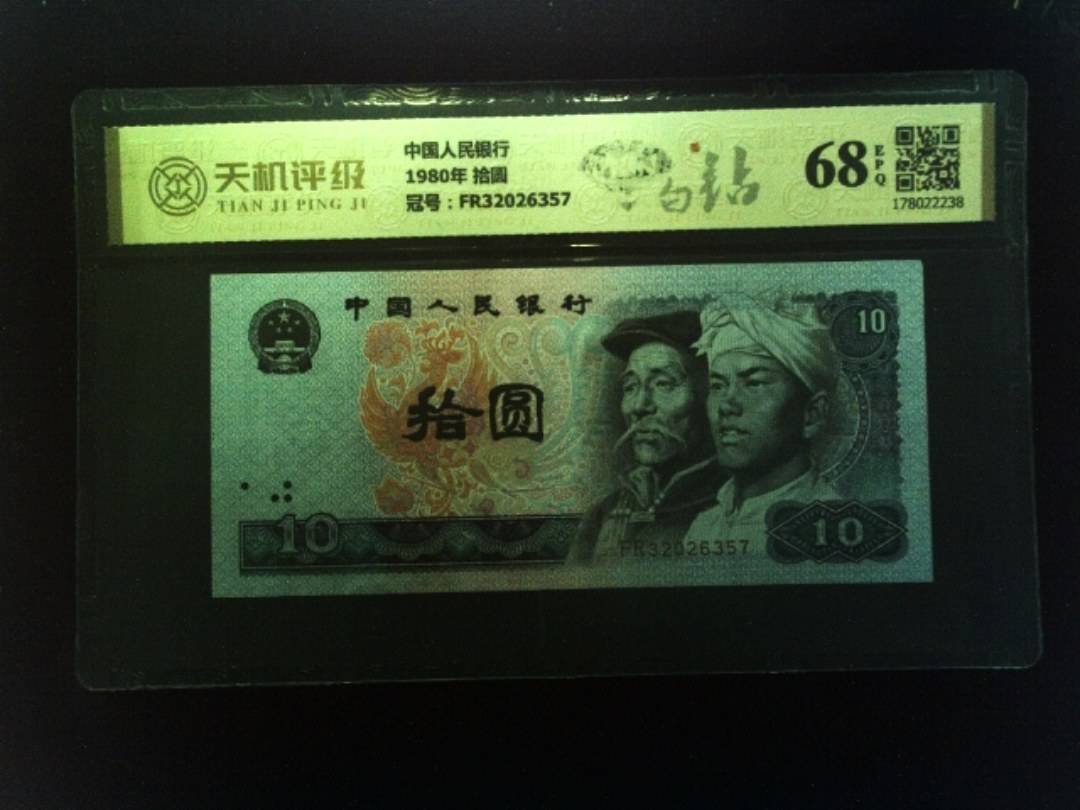 天机评级
TIAN JI PING JI
中国人民银行
1980年 拾圆
冠号：FR32026357
钻
68
EPQ
178022238
中国人民银行
10
拾圆
10
FR32026357
10